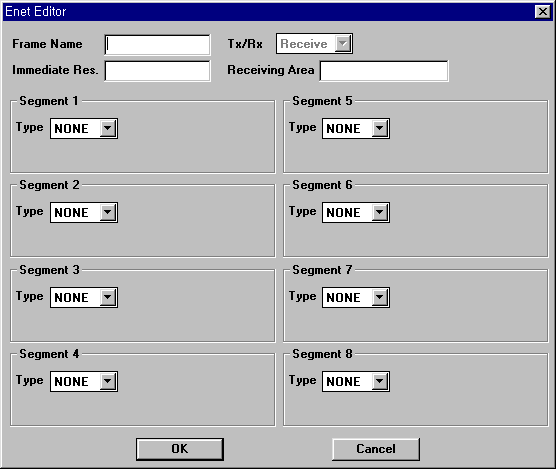 Enet Editor
Frame Name Tx/Rx Receive
Immediate Res. Receiving Area
Segment 1 Segment 5
Type NONE Type NONE
Segment 2 Segment 6
Type NONE Type NONE
Segment 3 Segment 7
Type NONE Type NONE
Segment 4 Segment 8
Type NONE Type NONE
OK Cancel